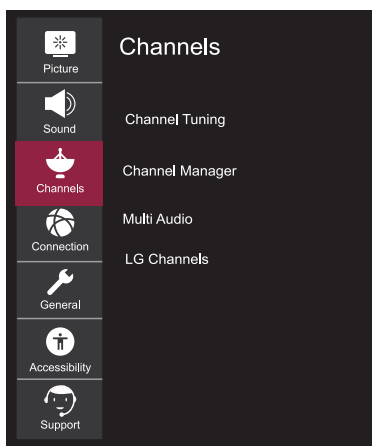 Picture
Sound
Channels
Connection
General
Accessibility
Support
Channels
Channel Tuning
Channel Manager
Multi Audio
LG Channels